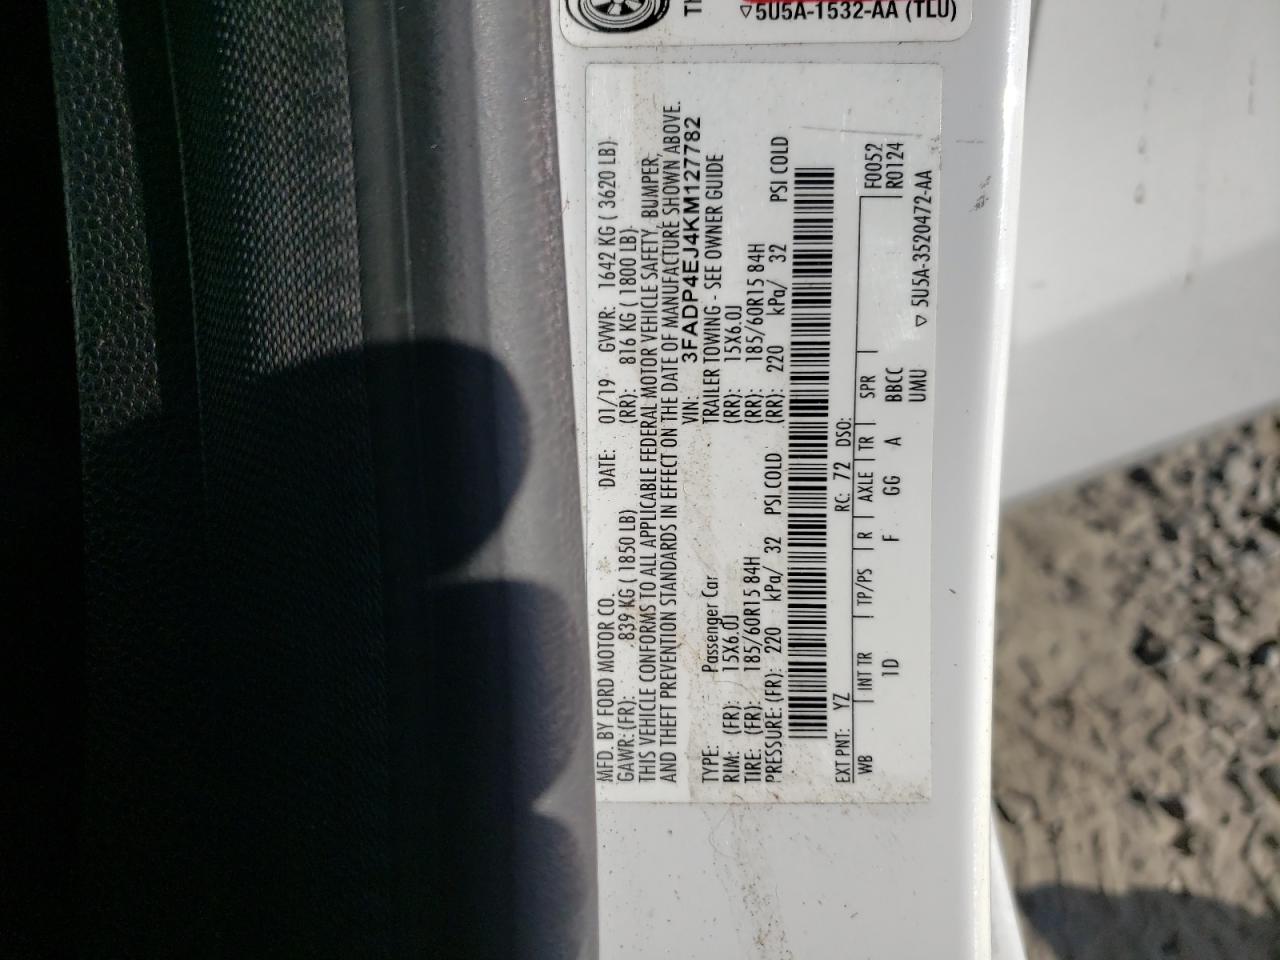 MFD. BY FORD MOTOR CO. DATE: 01/19 GVWR: 1642 KG ( 3620 LB)
GAWR: (FR): 839 KG ( 1850 LB) (RR): 816 KG ( 1800 LB)
THIS VEHICLE CONFORMS TO ALL APPLICABLE FEDERAL MOTOR VEHICLE SAFETY, BUMPER,
AND THEFT PREVENTION STANDARDS IN EFFECT ON THE DATE OF MANUFACTURE SHOWN ABOVE.
VIN: 3FADP4EJ4KM127782
TYPE: Passenger Car TRAILER TOWING - SEE OWNER GUIDE
RIM: (FR): 15X6.0J (RR): 15X6.0J
TIRE: (FR): 185/60R15 84H (RR): 185/60R15 84H
PRESSURE: (FR): 220 kPa/ 32 PSI COLD (RR): 220 kPa/ 32 PSI COLD
EXT PNT: YZ RC: 72 DSO: F0052
WB INT TR TP/PS R AXLE TR SPR R0124
1D F GG A BBCC
UMU ▽ 5U5A-3520472-AA
▽5U5A-1532-AA (TLU)